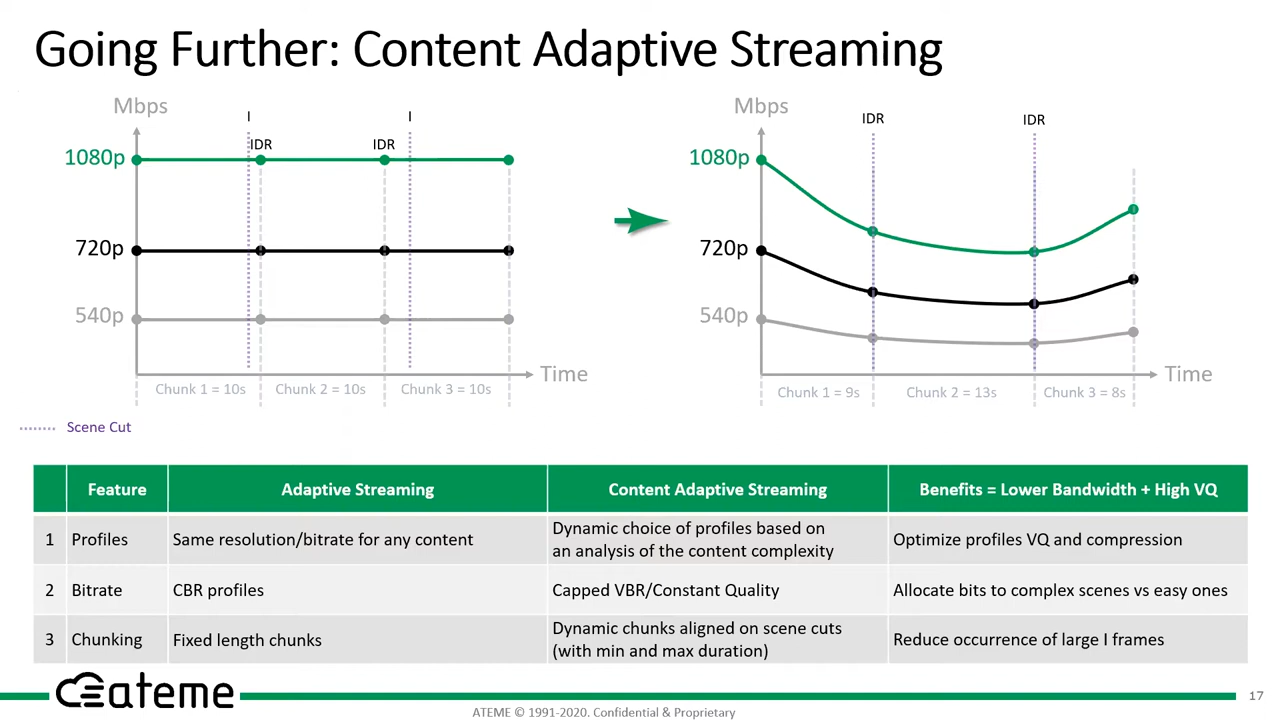 Going Further: Content Adaptive Streaming
Mbps
I
I
IDR
IDR
1080p
720p
540p
Time
Chunk 1 = 10s
Chunk 2 = 10s
Chunk 3 = 10s
Scene Cut
Mbps
IDR
IDR
1080p
720p
540p
Time
Chunk 1 = 9s
Chunk 2 = 13s
Chunk 3 = 8s
Feature
Adaptive Streaming
Content Adaptive Streaming
Benefits = Lower Bandwidth + High VQ
1
Profiles
Same resolution/bitrate for any content
Dynamic choice of profiles based on
an analysis of the content complexity
Optimize profiles VQ and compression
2
Bitrate
CBR profiles
Capped VBR/Constant Quality
Allocate bits to complex scenes vs easy ones
3
Chunking
Fixed length chunks
Dynamic chunks aligned on scene cuts
(with min and max duration)
Reduce occurrence of large I frames
ateme
ATEME © 1991-2020. Confidential & Proprietary
17